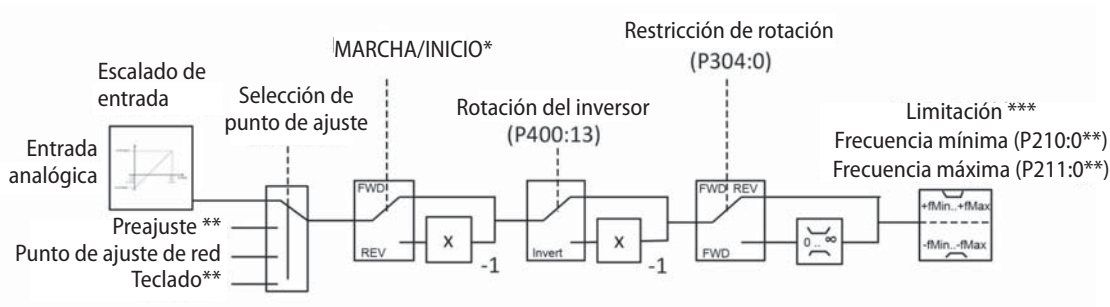 Restricción de rotación
(P304:0)
MARCHA/INICIO*
Escalado de
entrada
Selección de
punto de ajuste
Rotación del inversor
(P400:13)
Limitación ***
Frecuencia mínima (P210:0**)
Frecuencia máxima (P211:0**)
Entrada
analógica
FWD
FWD REV
+fMin..+fMax
Preajuste **
Punto de ajuste de red
Teclado**
REV
X
-1
Invert
X
-1
FWD
0 .. ∞
-fMin..-fMax